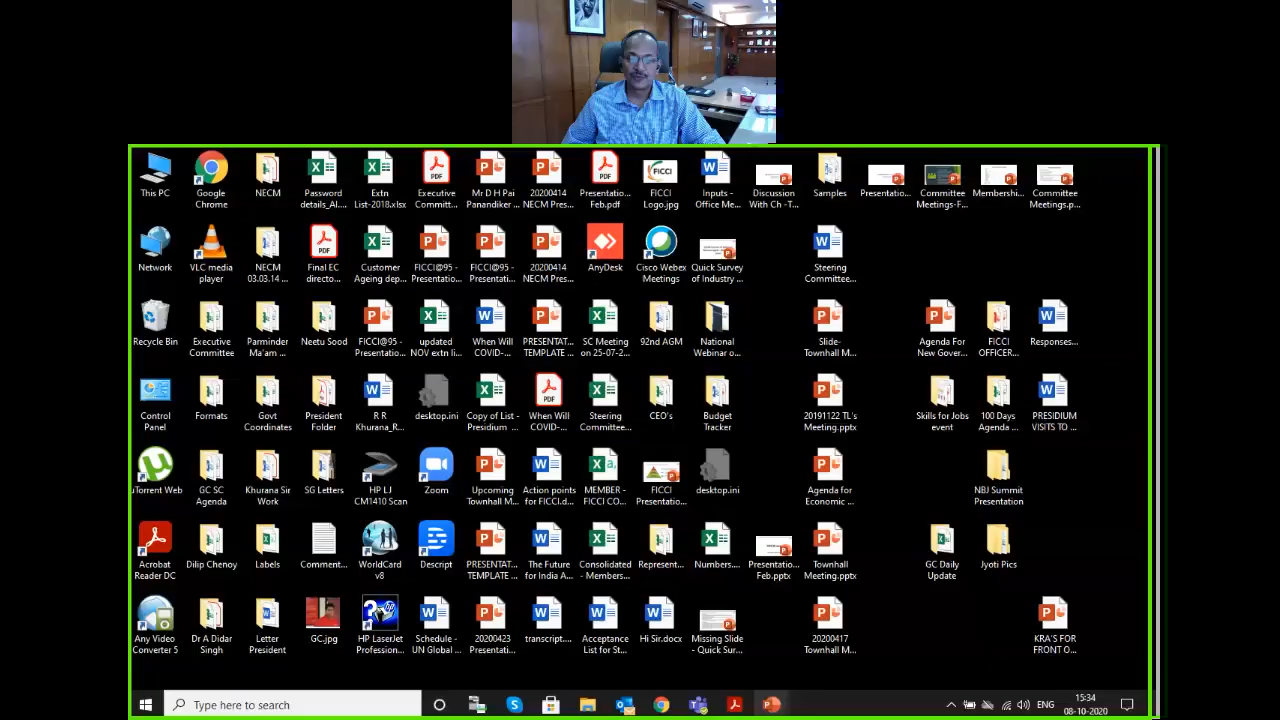 This PC
Google
Chrome
NECM
Password
details_Al...
Extn
List-2018.xlsx
Executive
Committ...
Mr D H Pai
Panandiker ...
20200414
NECM Pres...
Presentatio...
Feb.pdf
FICCI
Logo.jpg
Inputs -
Office Me...
Discussion
With Ch -T...
Samples
Presentatio...
Committee
Meetings-F...
Membershi...
Committee
Meetings.p...
Network
VLC media
player
NECM
03.03.14 ...
Final EC
directo...
Customer
Ageing dep...
FICCI@95 -
Presentatio...
FICCI@95 -
Presentati...
20200414
NECM Pres...
AnyDesk
Cisco Webex
Meetings
Quick Survey
of Industry ...
Steering
Committee...
Recycle Bin
Executive
Committee
Parminder
Ma'am ...
Neetu Sood
FICCI@95 -
Presentatio...
updated
NOV extn li...
When Will
COVID-...
PRESENTAT...
TEMPLATE ...
SC Meeting
on 25-07-2...
92nd AGM
National
Webinar o...
Slide-
Townhall M...
Agenda For
New Gover...
FICCI
OFFICER...
Responses...
Control
Panel
Formats
Govt
Coordinates
President
Folder
R R
Khurana_R...
desktop.ini
Copy of List -
Presidium ...
When Will
COVID-...
Steering
Committee...
CEO's
Budget
Tracker
20191122 TL's
Meeting.pptx
Skills for Jobs
event
100 Days
Agenda ...
PRESIDIUM
VISITS TO ...
uTorrent Web
GC SC
Agenda
Khurana Sir
Work
SG Letters
HP LJ
CM1410 Scan
Zoom
Upcoming
Townhall M...
Action points
for FICCI.d...
MEMBER -
FICCI CO...
FICCI
Presentatio...
desktop.ini
Agenda for
Economic ...
NBJ Summit
Presentation
Acrobat
Reader DC
Dilip Chenoy
Labels
Comment...
WorldCard
v8
Descript
PRESENTAT...
TEMPLATE ...
The Future
for India A...
Consolidated
- Members...
Represent...
Numbers....
Presentatio...
Feb.pptx
Townhall
Meeting.pptx
GC Daily
Update
Jyoti Pics
Any Video
Converter 5
Dr A Didar
Singh
Letter
President
GC.jpg
HP LaserJet
Profession...
Schedule -
UN Global ...
20200423
Presentati...
transcript....
Acceptance
List for St...
Hi Sir.docx
Missing Slide
- Quick Sur...
20200417
Townhall M...
KRA'S FOR
FRONT O...
Type here to search
ENG
15:34
08-10-2020